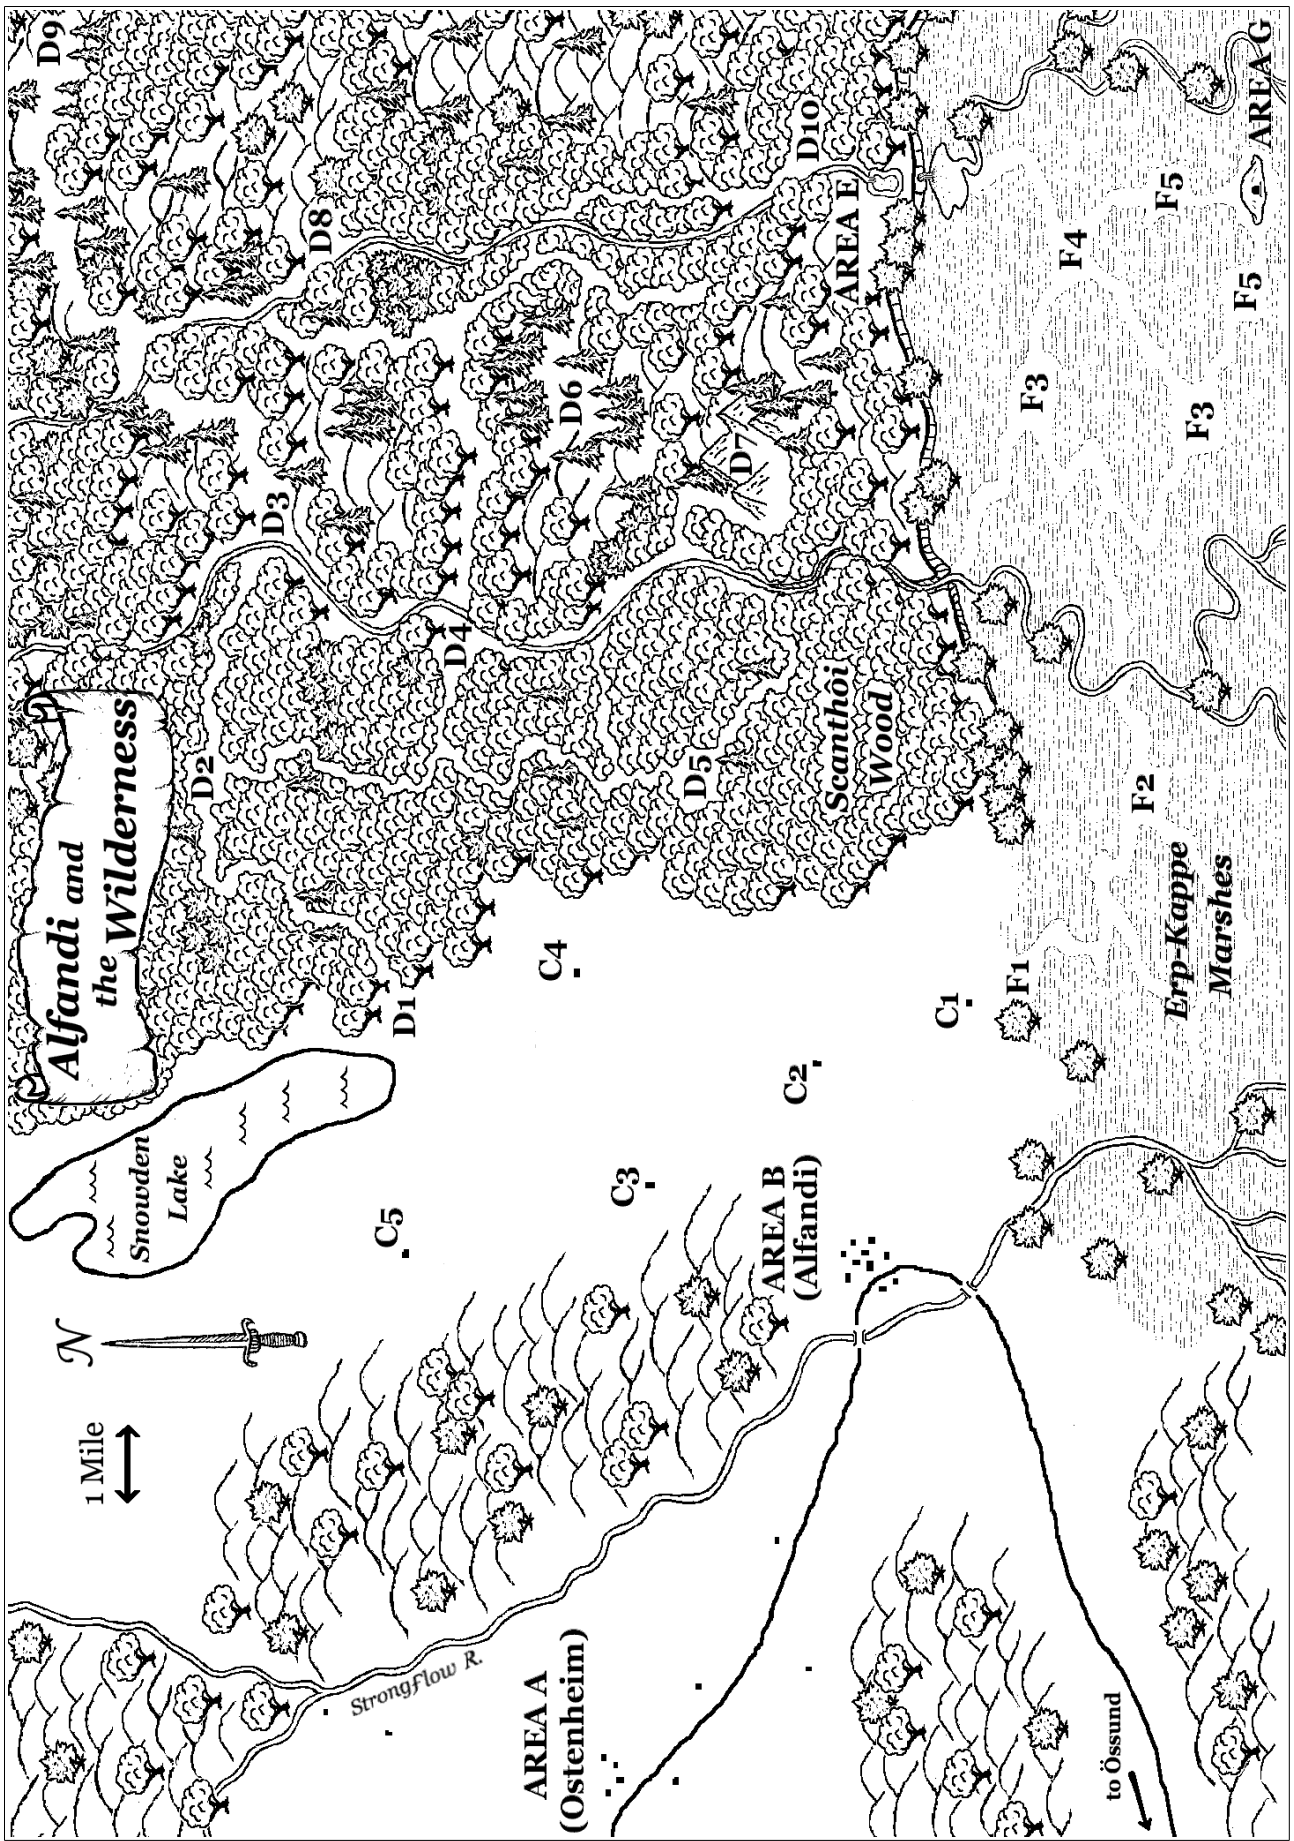 Alfandi and
the Wilderness
N
1 Mile
Snowden
Lake
Strongflow R.
AREA A
(Ostenheim)
AREA B
(Alfandi)
C1
C2
C3
C4
C5
D1
D2
D3
D4
D5
D6
D7
D8
D9
D10
Scanthôi
Wood
AREA E
F1
F2
F3
F3
F4
F5
F5
Erp-Kappe
Marshes
AREA G
to Össund